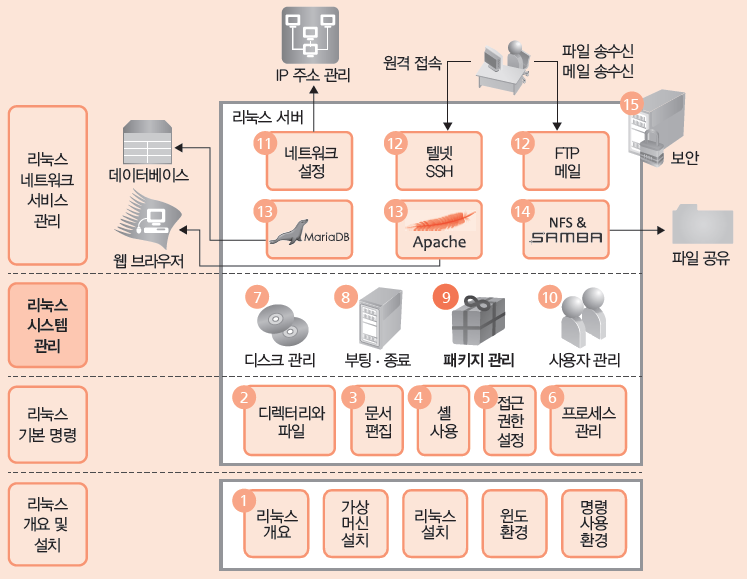 IP 주소 관리
원격 접속
파일 송수신
메일 송수신
리눅스 서버
15
보안
리눅스
네트워크
서비스
관리
데이터베이스
웹 브라우저
11
네트워크
설정
12
텔넷
SSH
12
FTP
메일
13
MariaDB
13
Apache
14
NFS &
SAMBA
파일 공유
리눅스
시스템
관리
7
디스크 관리
8
부팅·종료
9
패키지 관리
10
사용자 관리
리눅스
기본 명령
2
디렉터리와
파일
3
문서
편집
4
셸
사용
5
접근
권한
설정
6
프로세스
관리
리눅스
개요 및
설치
1
리눅스
개요
가상
머신
설치
리눅스
설치
윈도
환경
명령
사용
환경